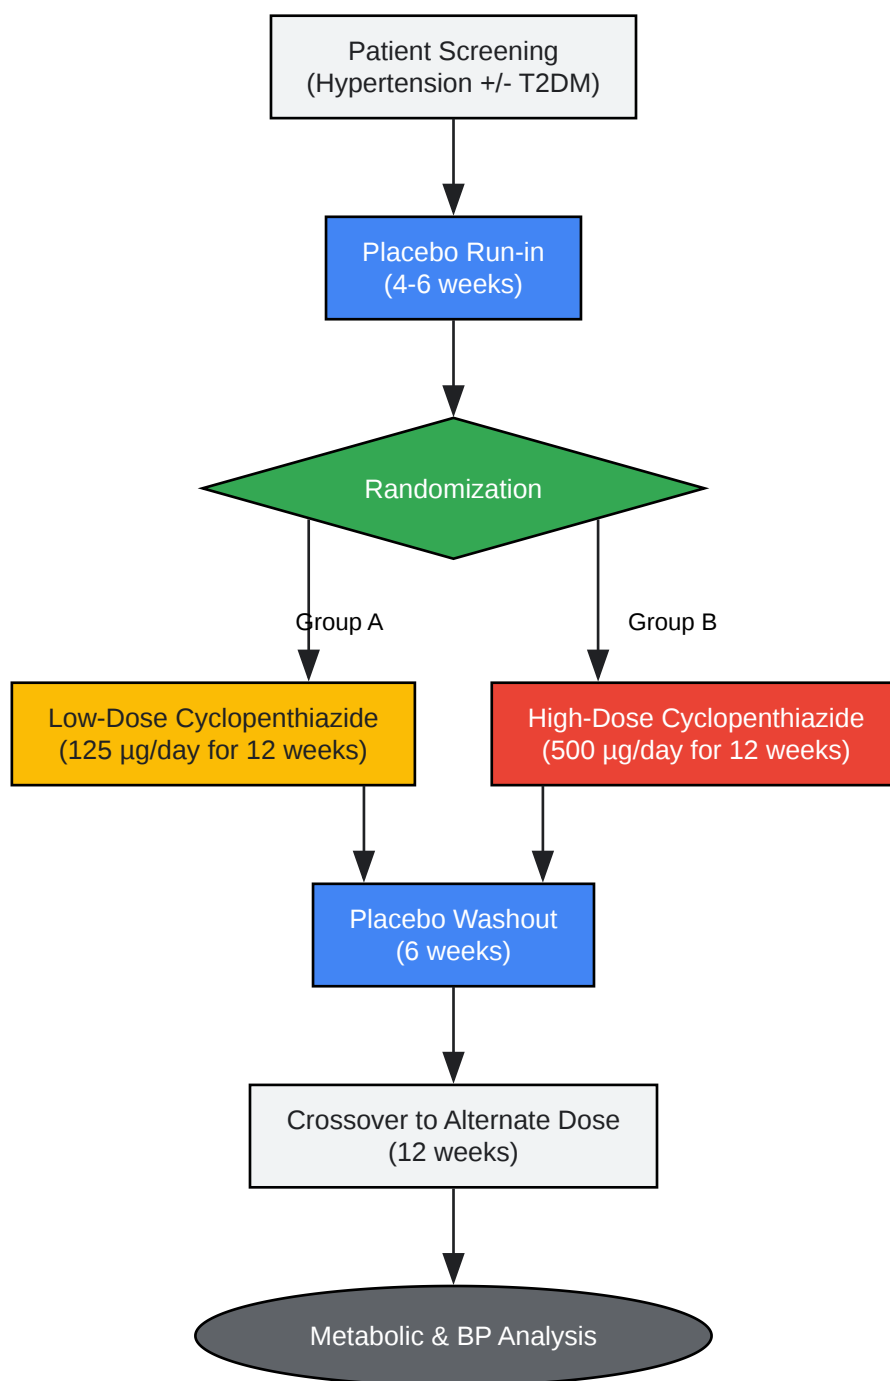 Patient Screening
(Hypertension +/- T2DM)
Placebo Run-in
(4-6 weeks)
Randomization
Group A
Group B
Low-Dose Cyclopenthiazide
(125 µg/day for 12 weeks)
High-Dose Cyclopenthiazide
(500 µg/day for 12 weeks)
Placebo Washout
(6 weeks)
Crossover to Alternate Dose
(12 weeks)
Metabolic & BP Analysis